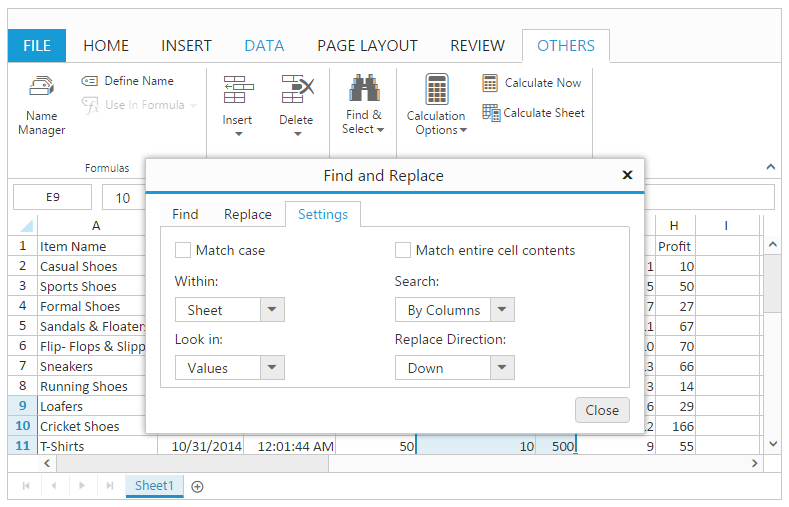 FILE HOME INSERT DATA PAGE LAYOUT REVIEW OTHERS
Name Manager
Define Name
Use in Formula
Insert
Delete
Find & Select
Calculation Options
Calculate Now
Calculate Sheet
Formulas
E9 10
Find and Replace
Find Replace Settings
Match case Match entire cell contents
Within: Search:
Sheet By Columns
Look in: Replace Direction:
Values Down
Close
A H I
1 Item Name Profit
2 Casual Shoes 1 10
3 Sports Shoes 5 50
4 Formal Shoes 7 27
5 Sandals & Floaters 11 67
6 Flip- Flops & Slipp 0 70
7 Sneakers 3 66
8 Running Shoes 3 14
9 Loafers 6 29
10 Cricket Shoes 2 166
11 T-Shirts 10/31/2014 12:01:44 AM 50 10 500 9 55
Sheet1